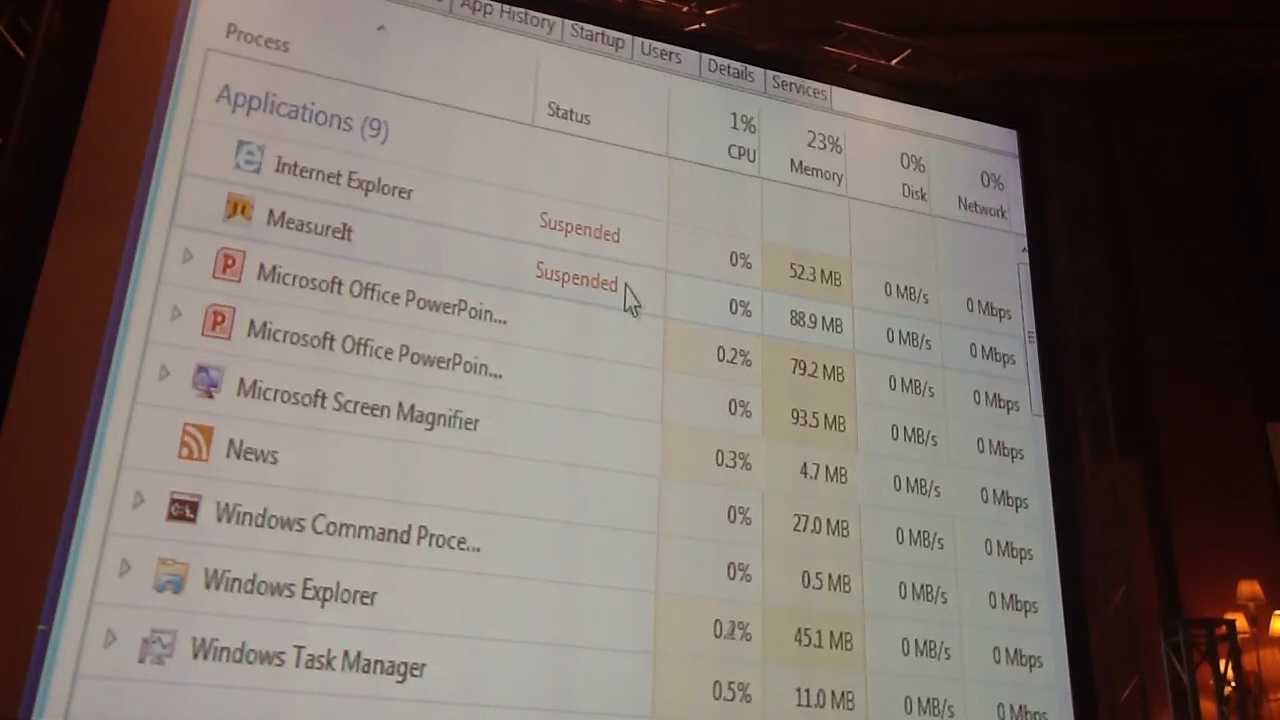 App History Startup Users Details Services
1% 23% 0% 0%
Process Status CPU Memory Disk Network
Applications (9)
Internet Explorer Suspended 0% 52.3 MB 0 MB/s 0 Mbps
MeasureIt Suspended 0% 88.9 MB 0 MB/s 0 Mbps
Microsoft Office PowerPoin... 0.2% 79.2 MB 0 MB/s 0 Mbps
Microsoft Office PowerPoin... 0% 93.5 MB 0 MB/s 0 Mbps
Microsoft Screen Magnifier 0.3% 4.7 MB 0 MB/s 0 Mbps
News 0% 27.0 MB 0 MB/s 0 Mbps
Windows Command Proce... 0% 0.5 MB 0 MB/s 0 Mbps
Windows Explorer 45.1 MB 0 MB/s 0 Mbps
Windows Task Manager 0.5% 11.0 MB 0 MB/s 0 Mbps